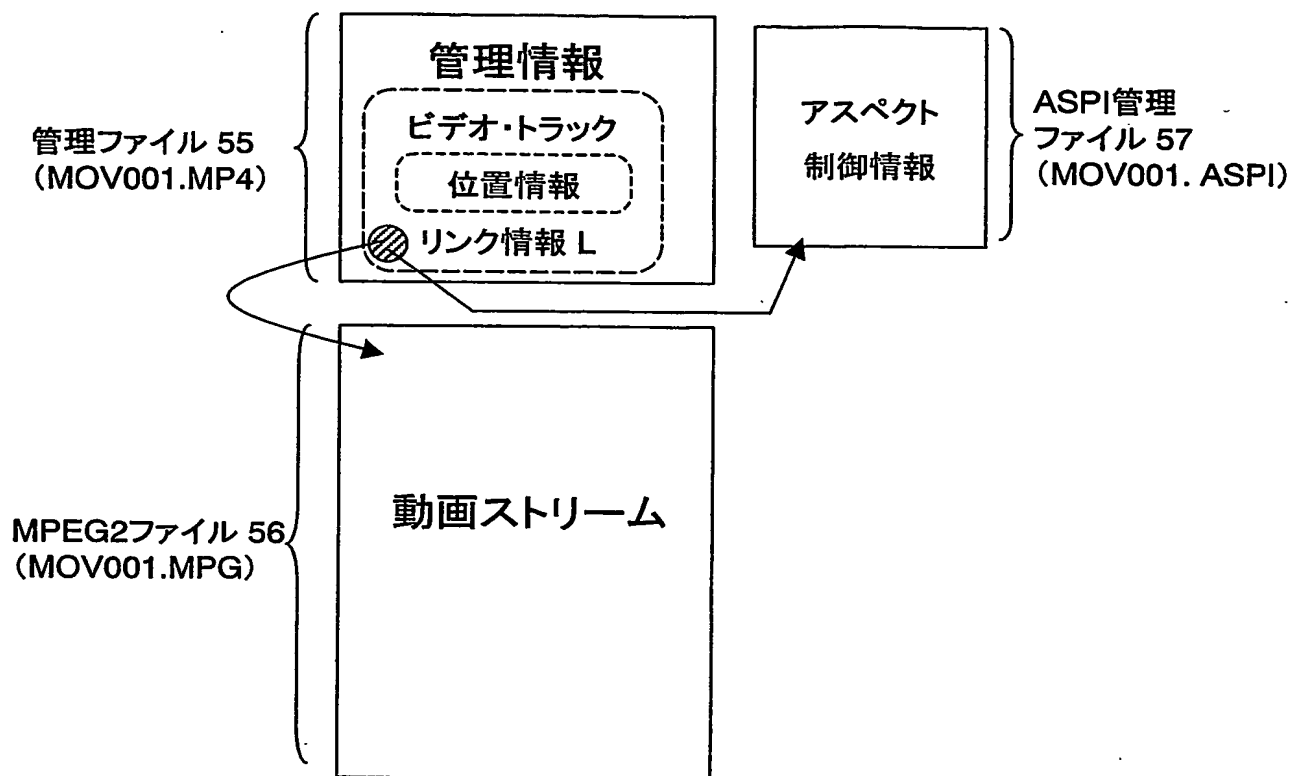 管理ファイル 55
(MOV001.MP4)
管理情報
ビデオ・トラック
位置情報
リンク情報 L
アスペクト
制御情報
ASPI管理
ファイル 57
(MOV001. ASPI)
MPEG2ファイル 56
(MOV001.MPG)
動画ストリーム